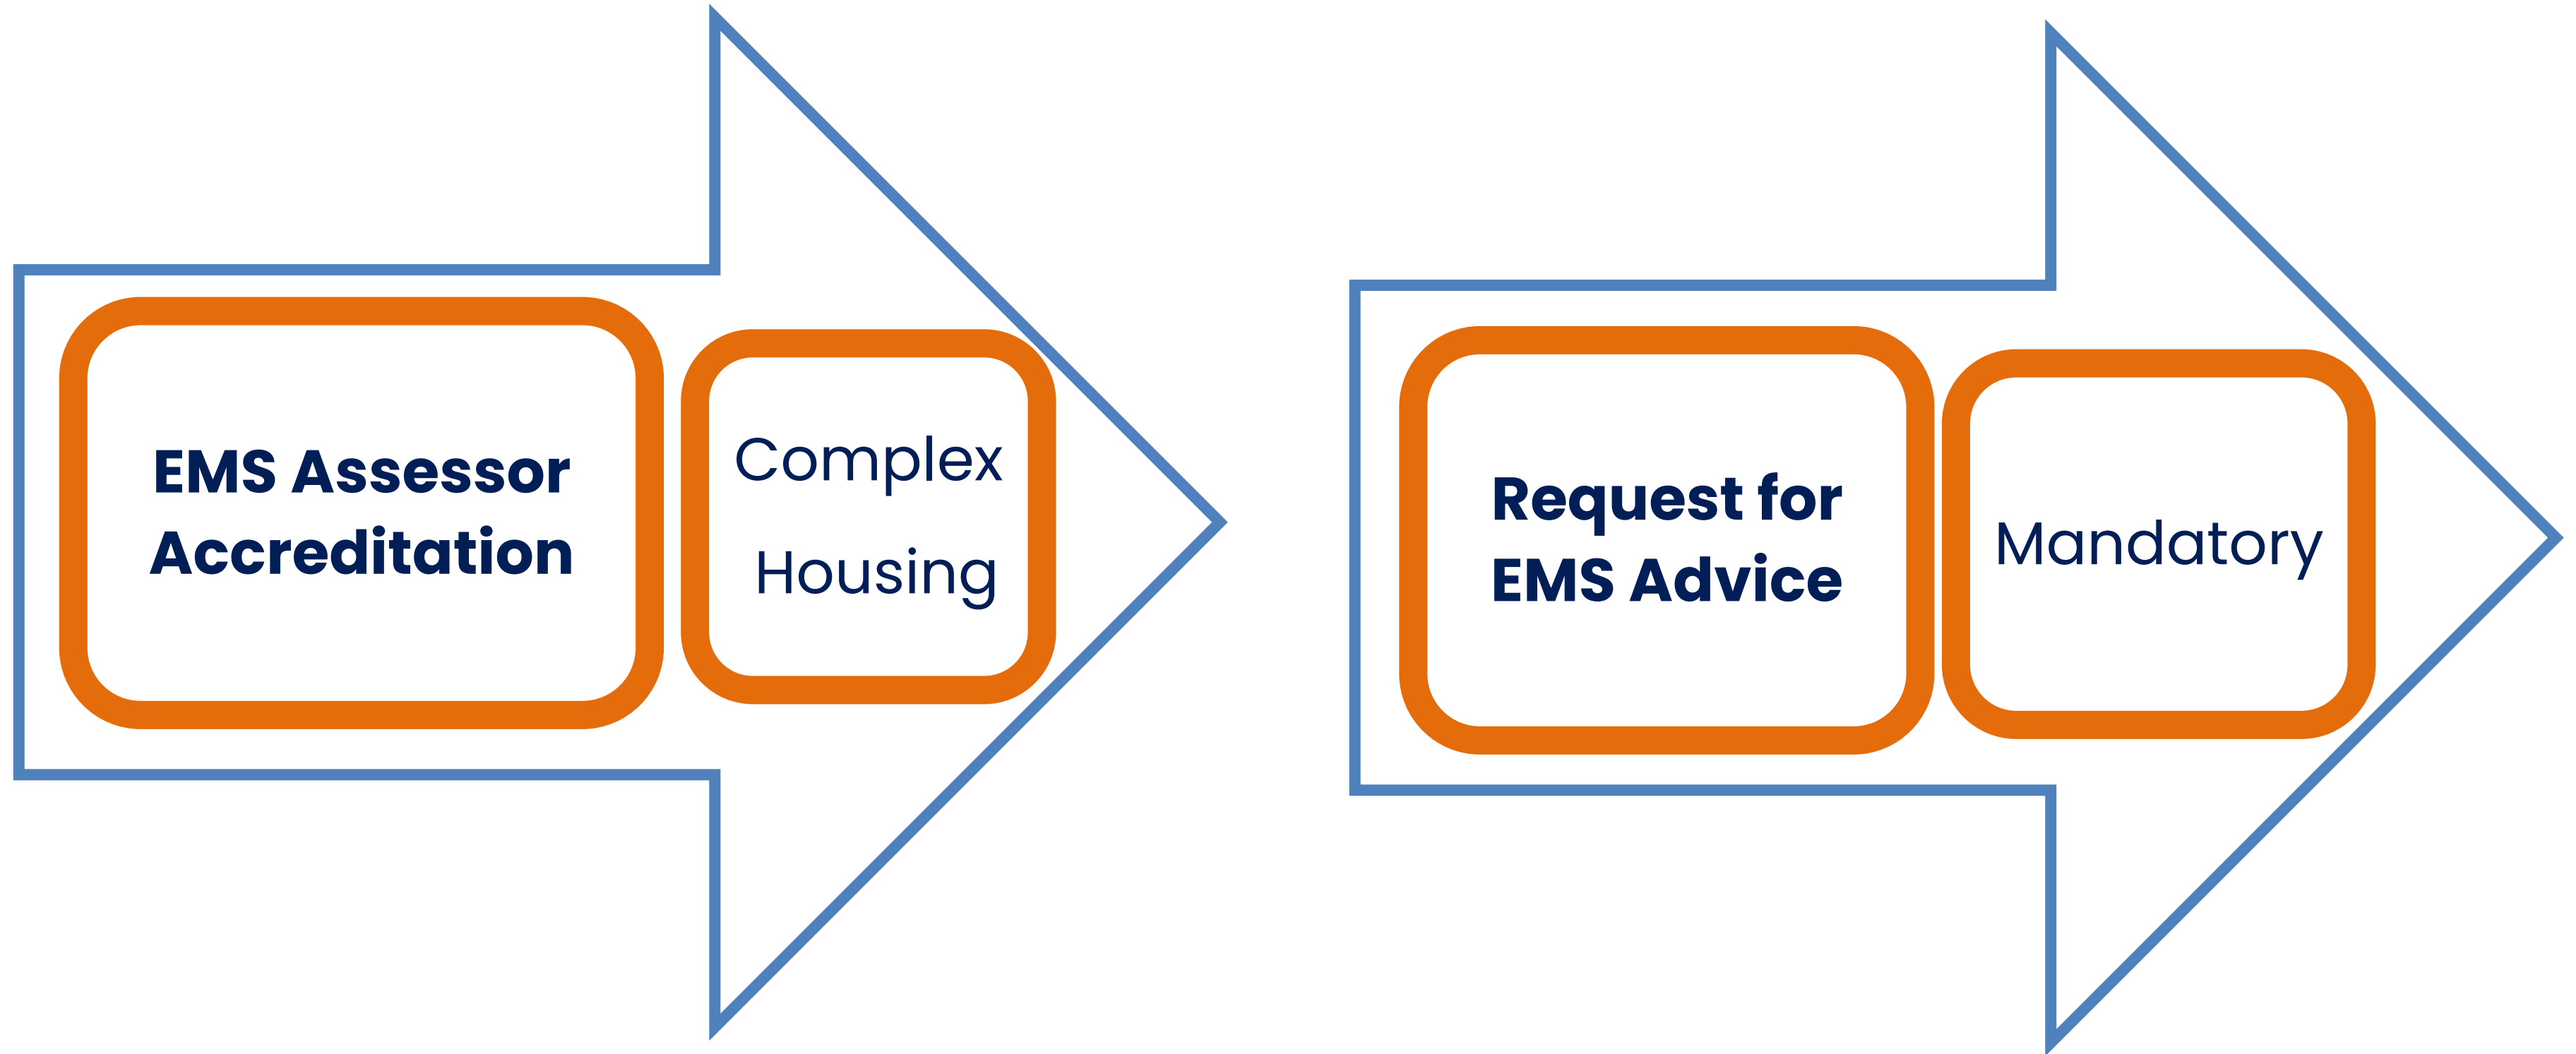 EMS Assessor
Accreditation
Complex
Housing
Request for
EMS Advice
Mandatory